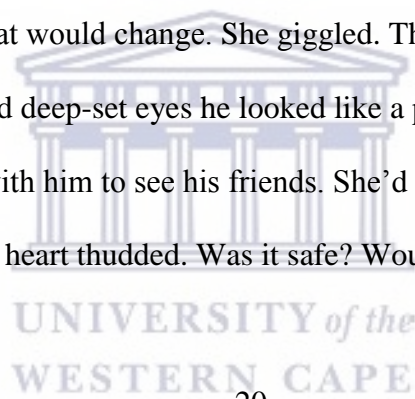 at would change. She giggled. Th
d deep-set eyes he looked like a p
with him to see his friends. She’d
heart thudded. Was it safe? Wou
UNIVERSITY of the
WESTERN CAPE
20